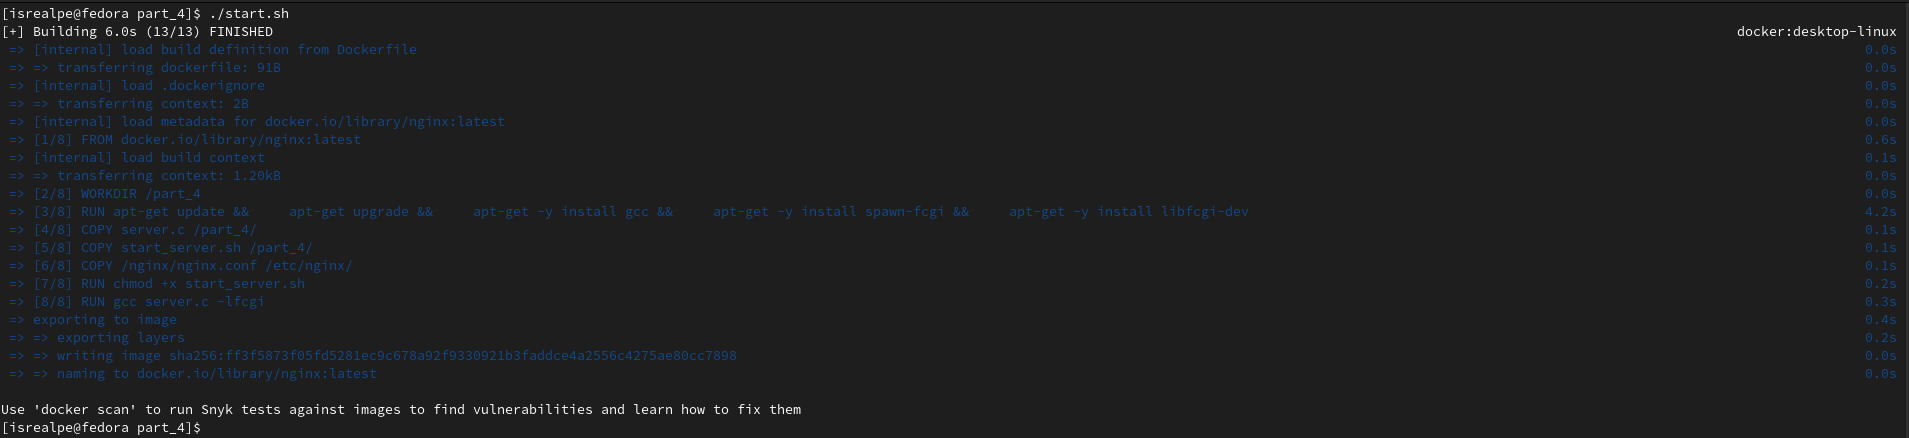 [isrealpe@fedora part_4]$ ./start.sh
[+] Building 6.0s (13/13) FINISHED docker:desktop-linux
=> [internal] load build definition from Dockerfile 0.0s
=> => transferring dockerfile: 91B 0.0s
=> [internal] load .dockerignore 0.0s
=> => transferring context: 2B 0.0s
=> [internal] load metadata for docker.io/library/nginx:latest 0.0s
=> [1/8] FROM docker.io/library/nginx:latest 0.6s
=> [internal] load build context 0.1s
=> => transferring context: 1.20kB 0.0s
=> [2/8] WORKDIR /part_4 0.0s
=> [3/8] RUN apt-get update &&     apt-get upgrade &&     apt-get -y install gcc &&     apt-get -y install spawn-fcgi &&     apt-get -y install libfcgi-dev 4.2s
=> [4/8] COPY server.c /part_4/ 0.1s
=> [5/8] COPY start_server.sh /part_4/ 0.1s
=> [6/8] COPY /nginx/nginx.conf /etc/nginx/ 0.1s
=> [7/8] RUN chmod +x start_server.sh 0.2s
=> [8/8] RUN gcc server.c -lfcgi 0.3s
=> exporting to image 0.4s
=> => exporting layers 0.2s
=> => writing image sha256:ff3f5873f05fd5281ec9c678a92f9330921b3faddce4a2556c4275ae80cc7898 0.0s
=> => naming to docker.io/library/nginx:latest 0.0s
Use 'docker scan' to run Snyk tests against images to find vulnerabilities and learn how to fix them
[isrealpe@fedora part_4]$